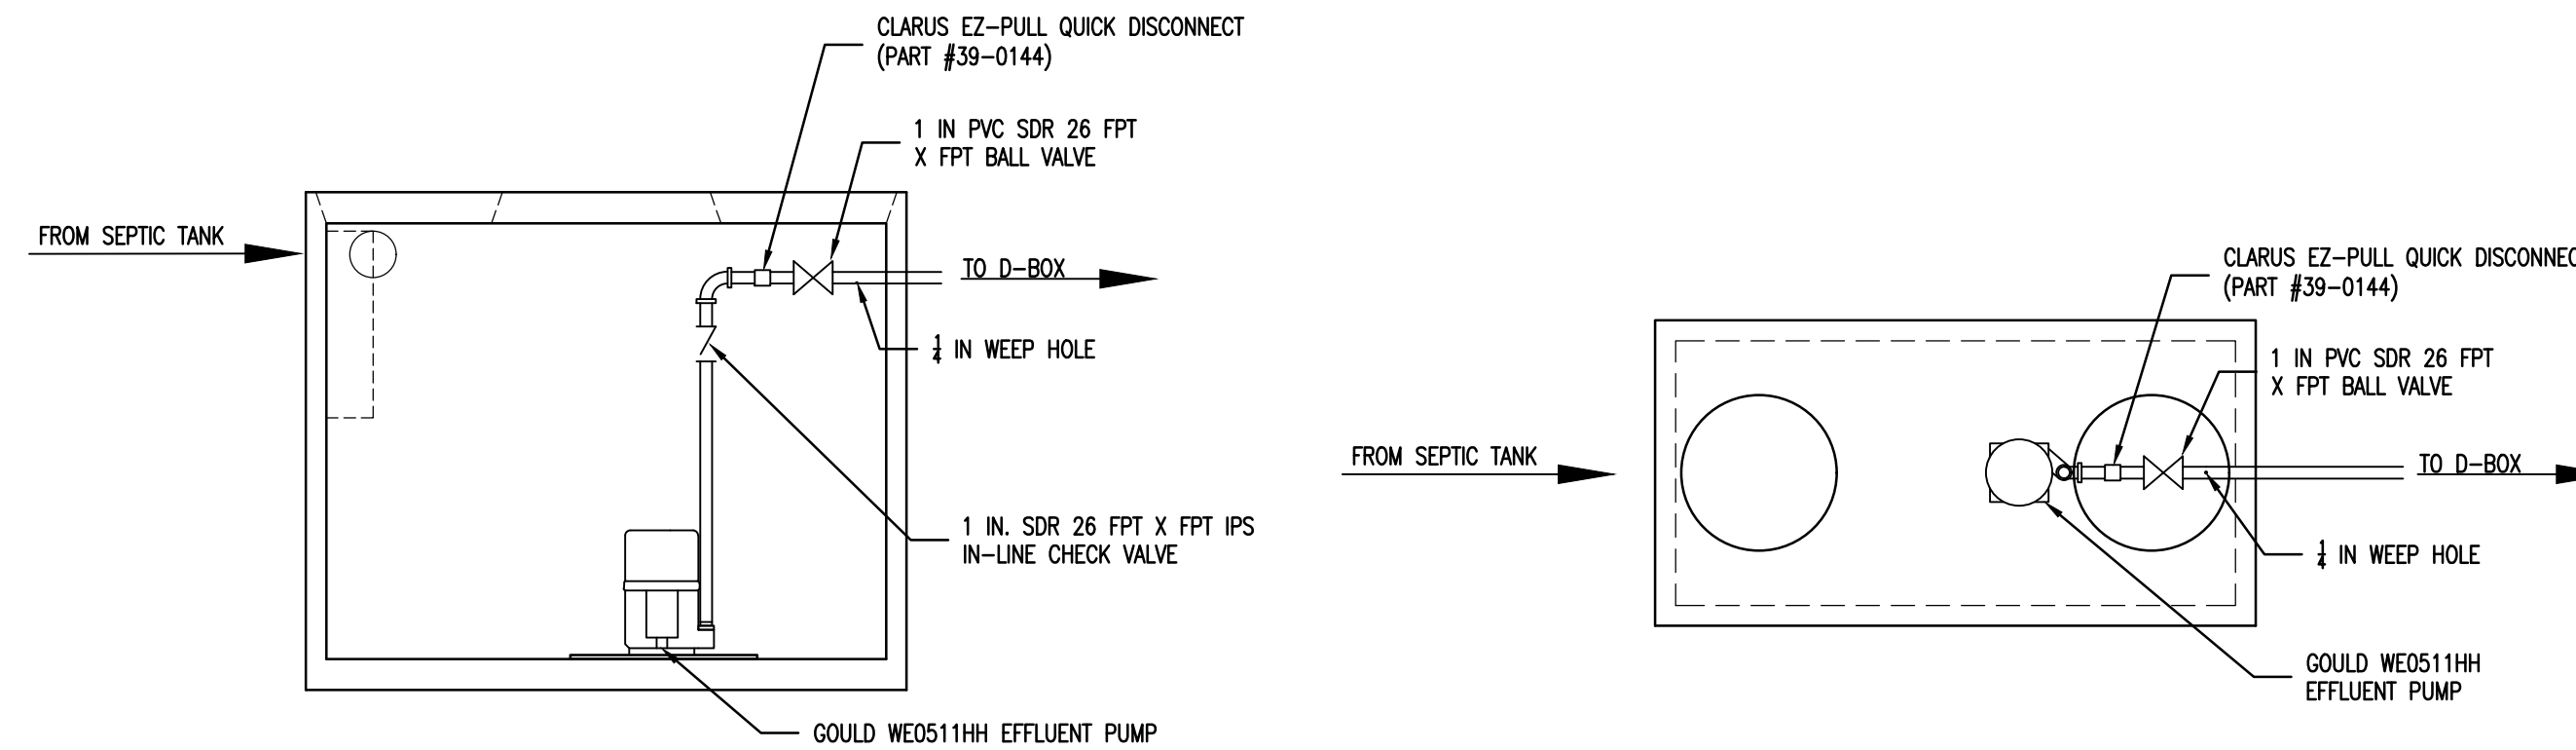 CLARUS EZ-PULL QUICK DISCONNECT
(PART #39-0144)
1 IN PVC SDR 26 FPT
X FPT BALL VALVE
FROM SEPTIC TANK
TO D-BOX
1/4 IN WEEP HOLE
1 IN. SDR 26 FPT X FPT IPS
IN-LINE CHECK VALVE
GOULD WE0511HH EFFLUENT PUMP
CLARUS EZ-PULL QUICK DISCONNEC
(PART #39-0144)
1 IN PVC SDR 26 FPT
X FPT BALL VALVE
FROM SEPTIC TANK
TO D-BOX
1/4 IN WEEP HOLE
GOULD WE0511HH
EFFLUENT PUMP